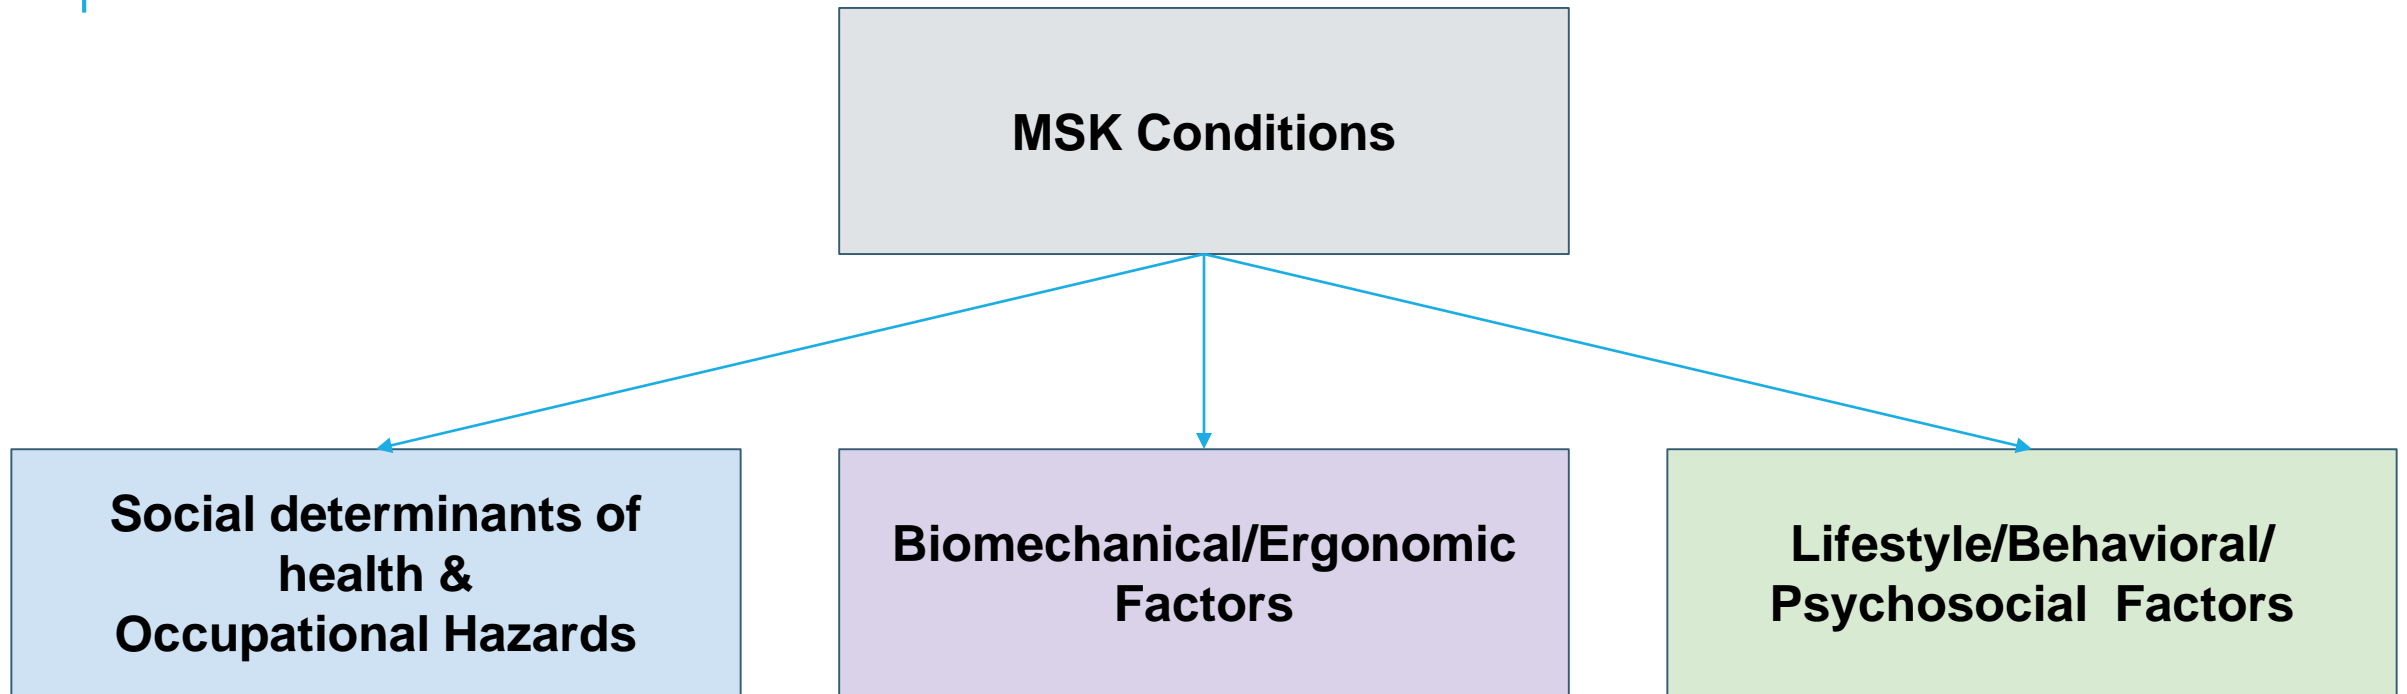 MSK Conditions
Social determinants of
health &
Occupational Hazards
Biomechanical/Ergonomic
Factors
Lifestyle/Behavioral/
Psychosocial  Factors